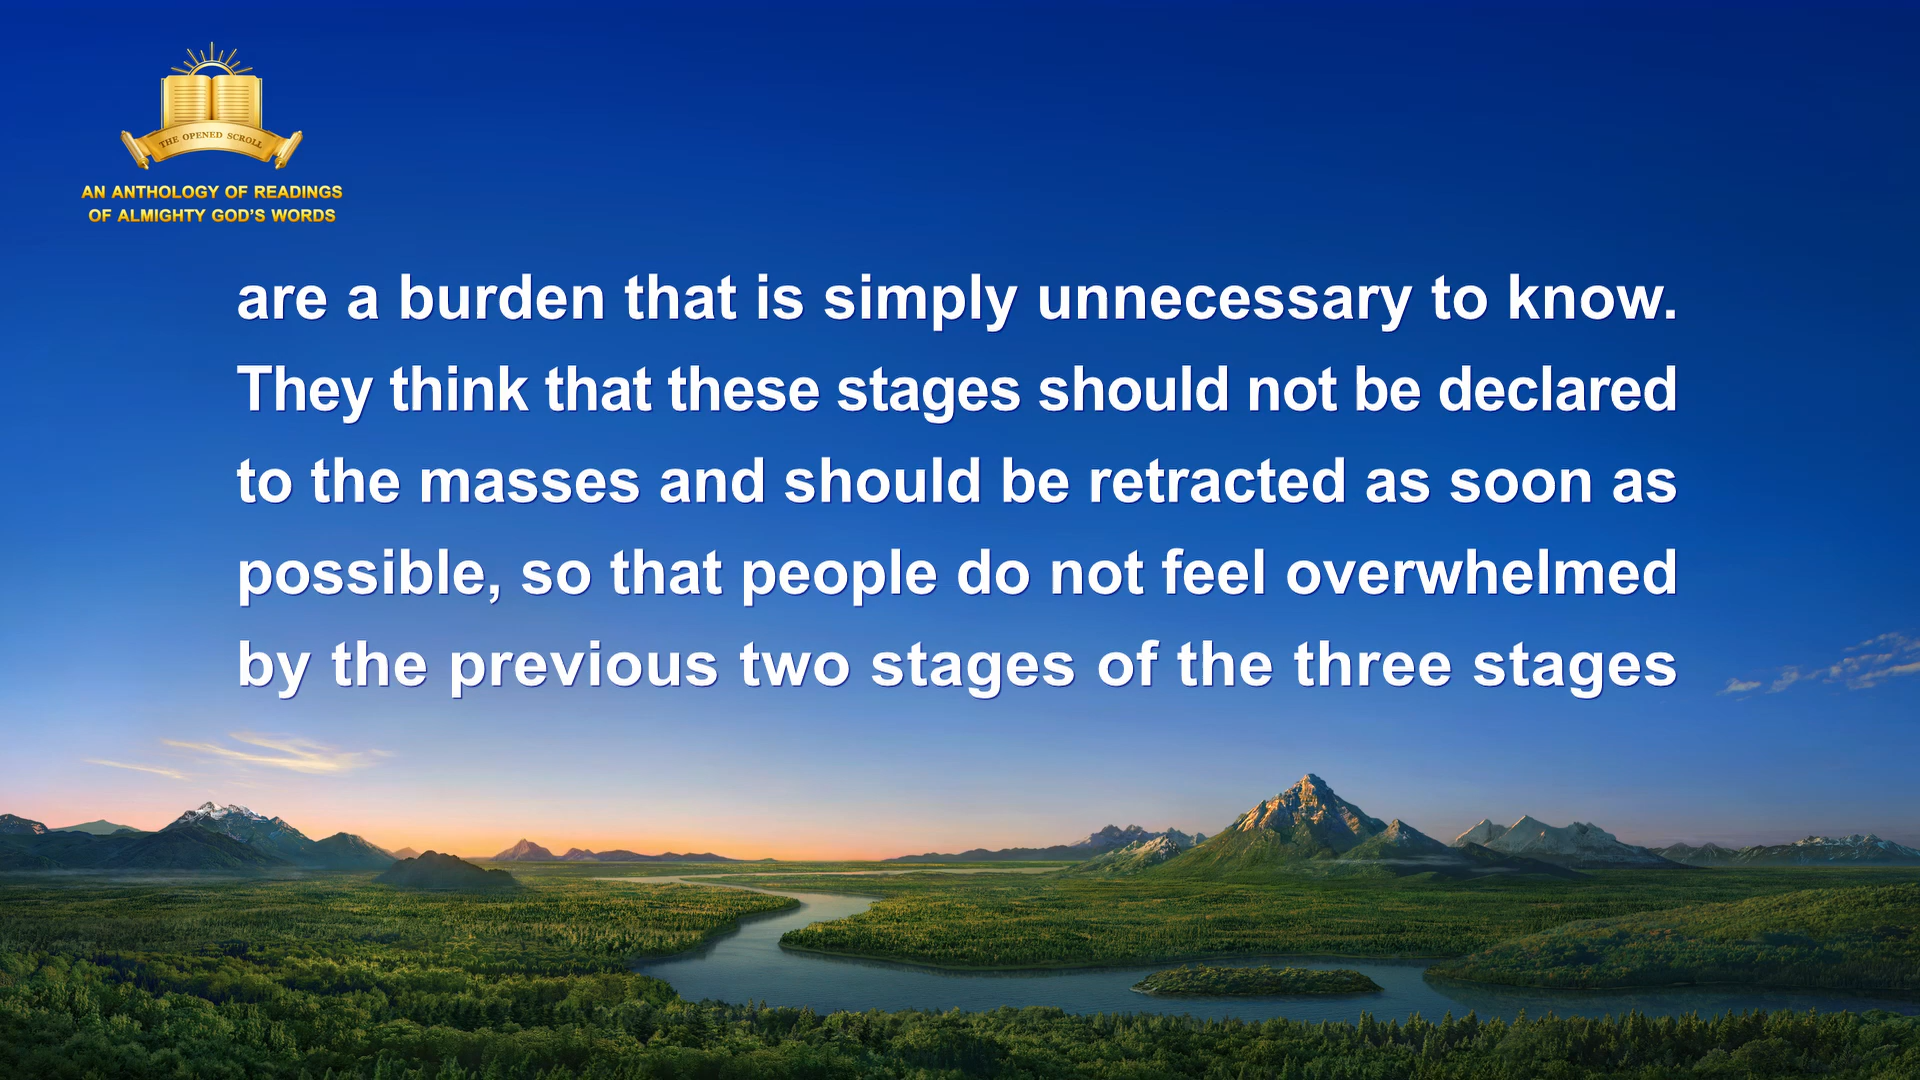 THE OPENED SCROLL
AN ANTHOLOGY OF READINGS
OF ALMIGHTY GOD'S WORDS
are a burden that is simply unnecessary to know.
They think that these stages should not be declared
to the masses and should be retracted as soon as
possible, so that people do not feel overwhelmed
by the previous two stages of the three stages